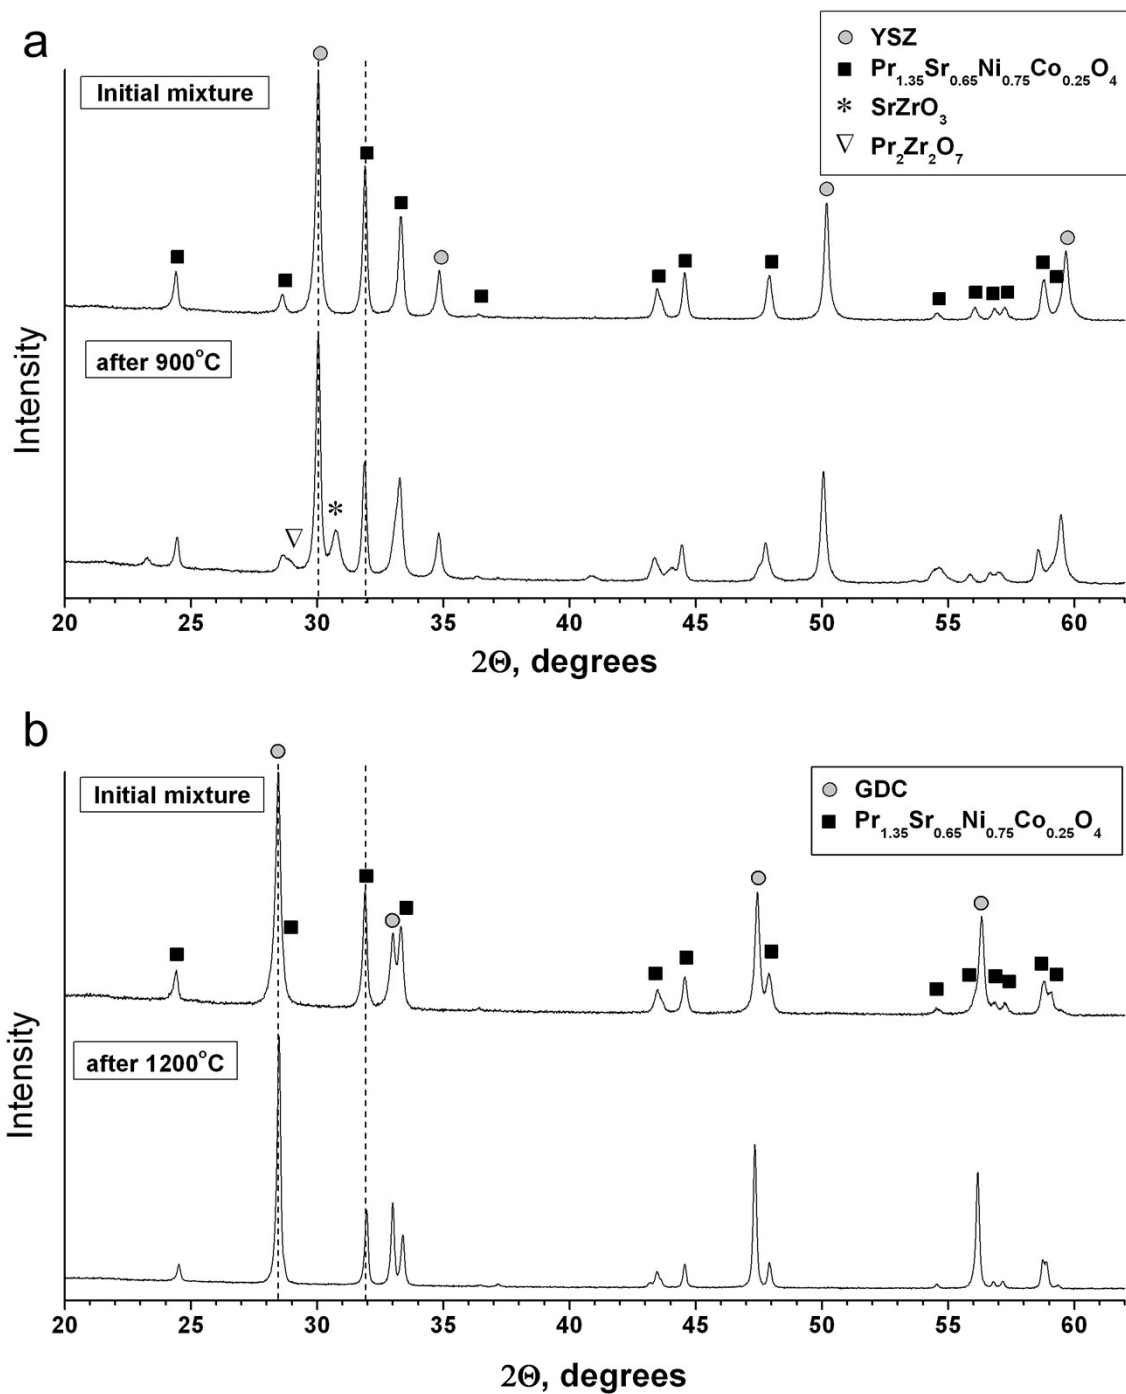 a
YSZ
Initial mixture
Pr1.35Sr0.65Ni0.75Co0.25O4
SrZrO3
Pr2Zr2O7
after 900°C
Intensity
20 25 30 35 40 45 50 55 60
2Θ, degrees
b
Initial mixture
GDC
Pr1.35Sr0.65Ni0.75Co0.25O4
after 1200°C
Intensity
20 25 30 35 40 45 50 55 60
2Θ, degrees